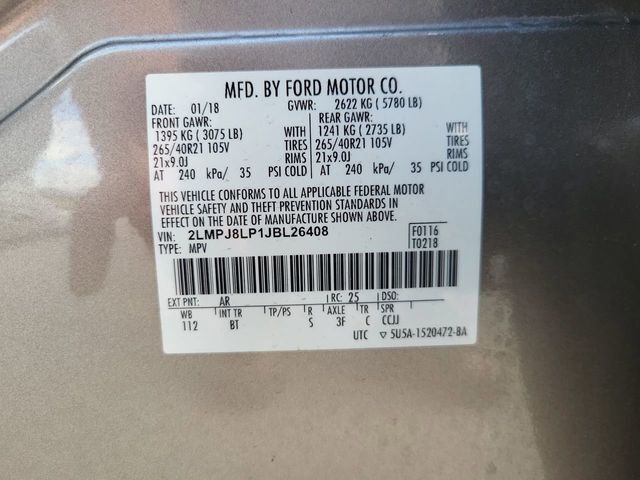 MFD. BY FORD MOTOR CO.
DATE: 01/18 GVWR: 2622 KG ( 5780 LB)
FRONT GAWR: REAR GAWR:
1395 KG ( 3075 LB) WITH 1241 KG ( 2735 LB) WITH
265/40R21 105V TIRES 265/40R21 105V TIRES
21x9.0J RIMS 21x9.0J RIMS
AT 240 kPa/ 35 PSI COLD AT 240 kPa/ 35 PSI COLD
THIS VEHICLE CONFORMS TO ALL APPLICABLE FEDERAL MOTOR
VEHICLE SAFETY AND THEFT PREVENTION STANDARDS IN
EFFECT ON THE DATE OF MANUFACTURE SHOWN ABOVE.
VIN: 2LMPJ8LP1JBL26408 F0116
TYPE: MPV T0218
EXT PNT: AR RC: 25 DSO:
WB INT TR TP/PS R AXLE TR SPR
112 BT S 3F C CCJJ
UTC ▽ 5U5A-1520472-BA